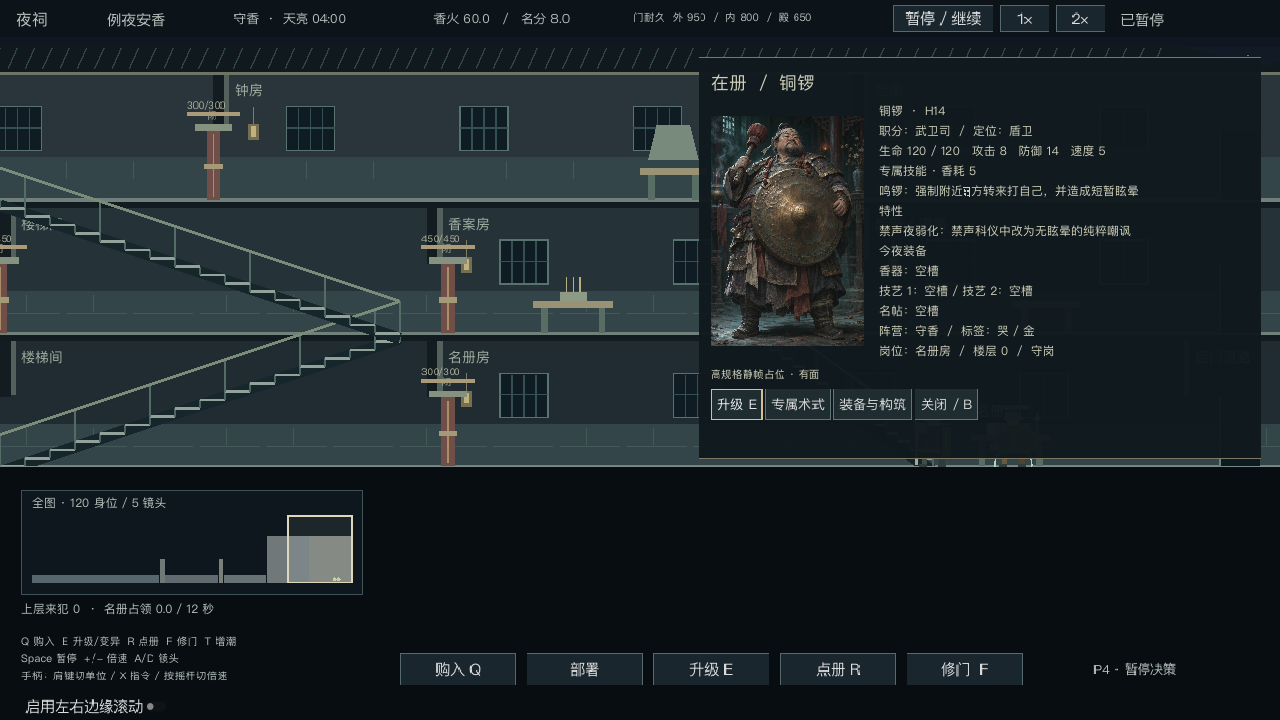 夜祠
例夜安香
守香 · 天亮 04:00
香火 60.0 / 名分 8.0
门耐久 外 950 / 内 800 / 殿 650
暂停 / 继续
1×
2×
已暂停
钟房
300/300
香案房
450/450
楼梯间
名册房
300/300
在册 / 铜锣
铜锣 · H14
职分: 武卫司 / 定位: 盾卫
生命 120 / 120 攻击 8 防御 14 速度 5
专属技能 · 香耗 5
鸣锣: 强制附近敌方转来打自己, 并造成短暂眩晕
特性
禁声夜弱化: 禁声科仪中改为无眩晕的纯粹嘲讽
今夜装备
香器: 空槽
技艺 1: 空槽 / 技艺 2: 空槽
名帖: 空槽
阵营: 守香 / 标签: 哭 / 金
岗位: 名册房 / 楼层 0 / 守岗
高规格静帧占位 · 有面
升级 E
专属术式
装备与构筑
关闭 / B
全图 · 120 身位 / 5 镜头
上层来犯 0 · 名册占领 0.0 / 12 秒
Q 购入 E 升级/变异 R 点册 F 修门 T 增潮
Space 暂停 +/- 倍速 A/D 镜头
手柄: 肩键切单位 / X 指令 / 按摇杆切倍速
启用左右边缘滚动
购入 Q
部署
升级 E
点册 R
修门 F
P4 - 暂停决策